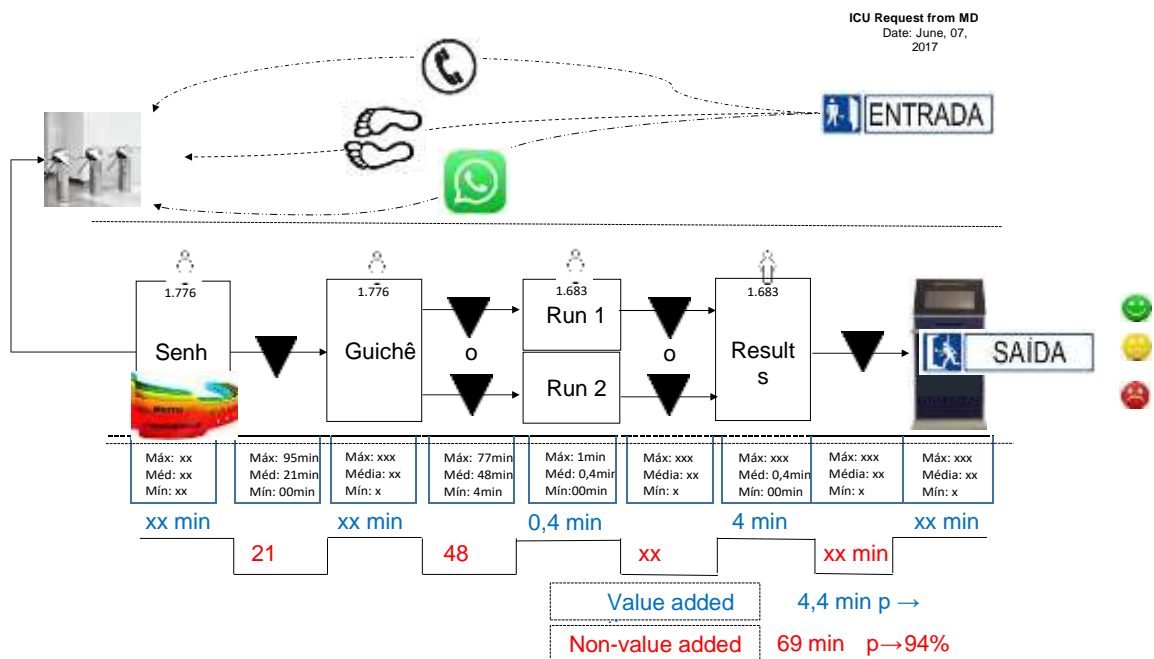 ICU Request from MD
Date: June, 07,
2017
ENTRADA
1.776
1.776
1.683
1.683
Senh
Guichê
Run 1
Run 2
o
o
Result
s
SAÍDA
Máx: xx
Méd: xx
Mín: xx
Máx: 95min
Méd: 21min
Mín: 00min
Máx: xxx
Média: xx
Mín: x
Máx: 77min
Méd: 48min
Mín: 4min
Máx: 1min
Méd: 0,4min
Mín:00min
Máx: xxx
Média: xx
Mín: x
Máx: xxx
Méd: 0,4min
Mín: 00min
Máx: xxx
Média: xx
Mín: x
Máx: xxx
Média: xx
Mín: x
xx min
xx min
0,4 min
4 min
xx min
21
48
xx
xx min
Value added 4,4 min p →
Non-value added 69 min p→94%